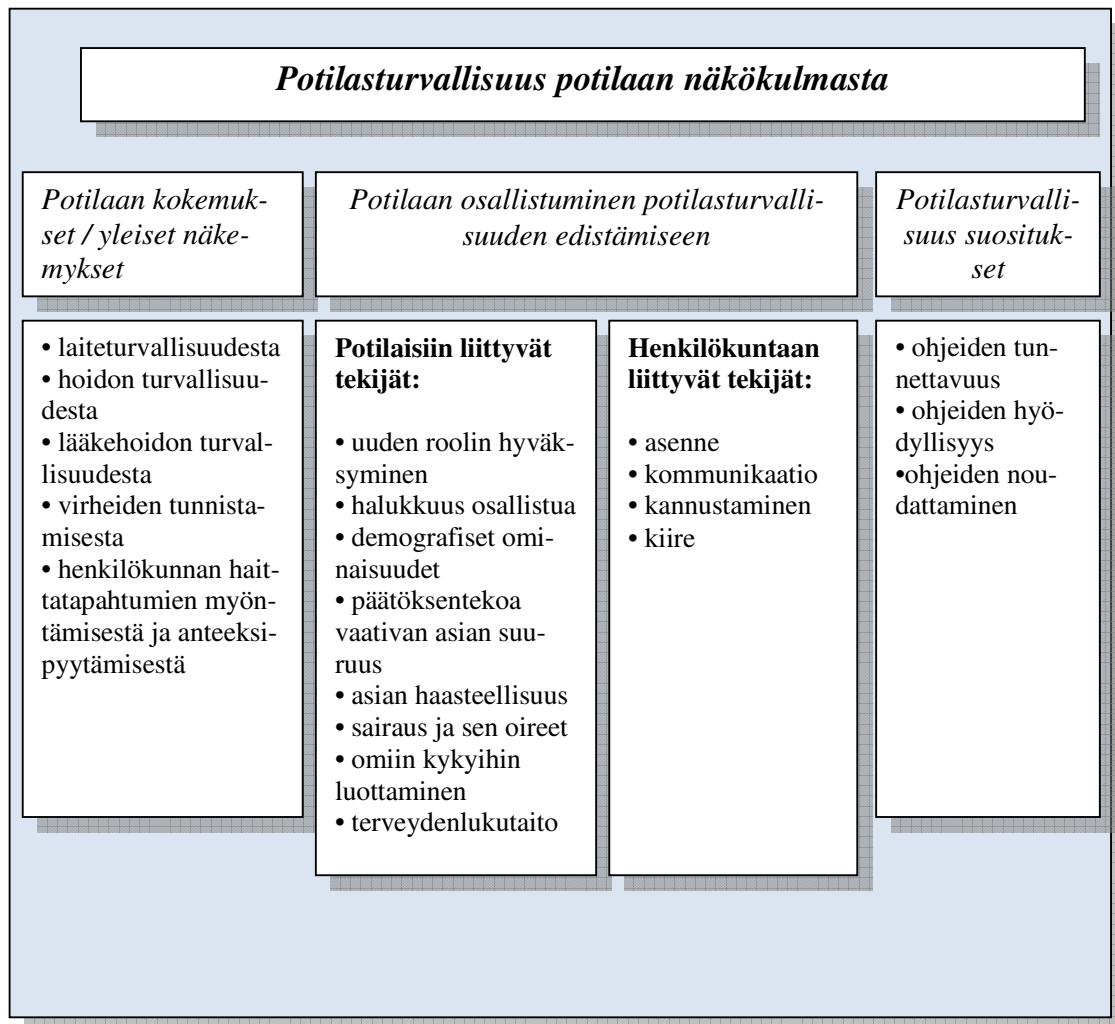 Potilasturvallisuus potilaan näkökulmasta
Potilaan kokemuk-
set / yleiset näke-
mykset
Potilaan osallistuminen potilasturvalli-
suuden edistämiseen
Potilasturvalli-
suus suosituk-
set
• laiteturvallisuudesta
• hoidon turvallisuu-
desta
• lääkehoidon turval-
lisuudesta
• virheiden tunnista-
misesta
• henkilökunnan hait-
tatapahtumien myön-
tämisestä ja anteeksi-
pyytämisestä
Potilaisiin liittyvät
tekijät:
• uuden roolin hyväk-
syminen
• halukkuus osallistua
• demografiset omi-
naisuudet
• päätöksentekoa
vaativan asian suu-
ruus
• asian haasteellisuus
• sairaus ja sen oireet
• omiin kykyihin
luottaminen
• terveydenlukutaito
Henkilökuntaan
liittyvät tekijät:
• asenne
• kommunikaatio
• kannustaminen
• kiire
• ohjeiden tun-
nettavuus
• ohjeiden hyö-
dyllisyys
•ohjeiden nou-
dattaminen